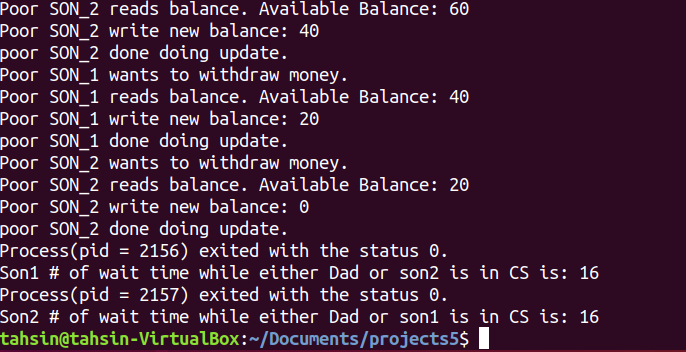 Poor SON_2 reads balance. Available Balance: 60
Poor SON_2 write new balance: 40
poor SON_2 done doing update.
Poor SON_1 wants to withdraw money.
Poor SON_1 reads balance. Available Balance: 40
Poor SON_1 write new balance: 20
poor SON_1 done doing update.
Poor SON_2 wants to withdraw money.
Poor SON_2 reads balance. Available Balance: 20
Poor SON_2 write new balance: 0
poor SON_2 done doing update.
Process(pid = 2156) exited with the status 0.
Son1 # of wait time while either Dad or son2 is in CS is: 16
Process(pid = 2157) exited with the status 0.
Son2 # of wait time while either Dad or son1 is in CS is: 16
tahsin@tahsin-VirtualBox:~/Documents/projects5$